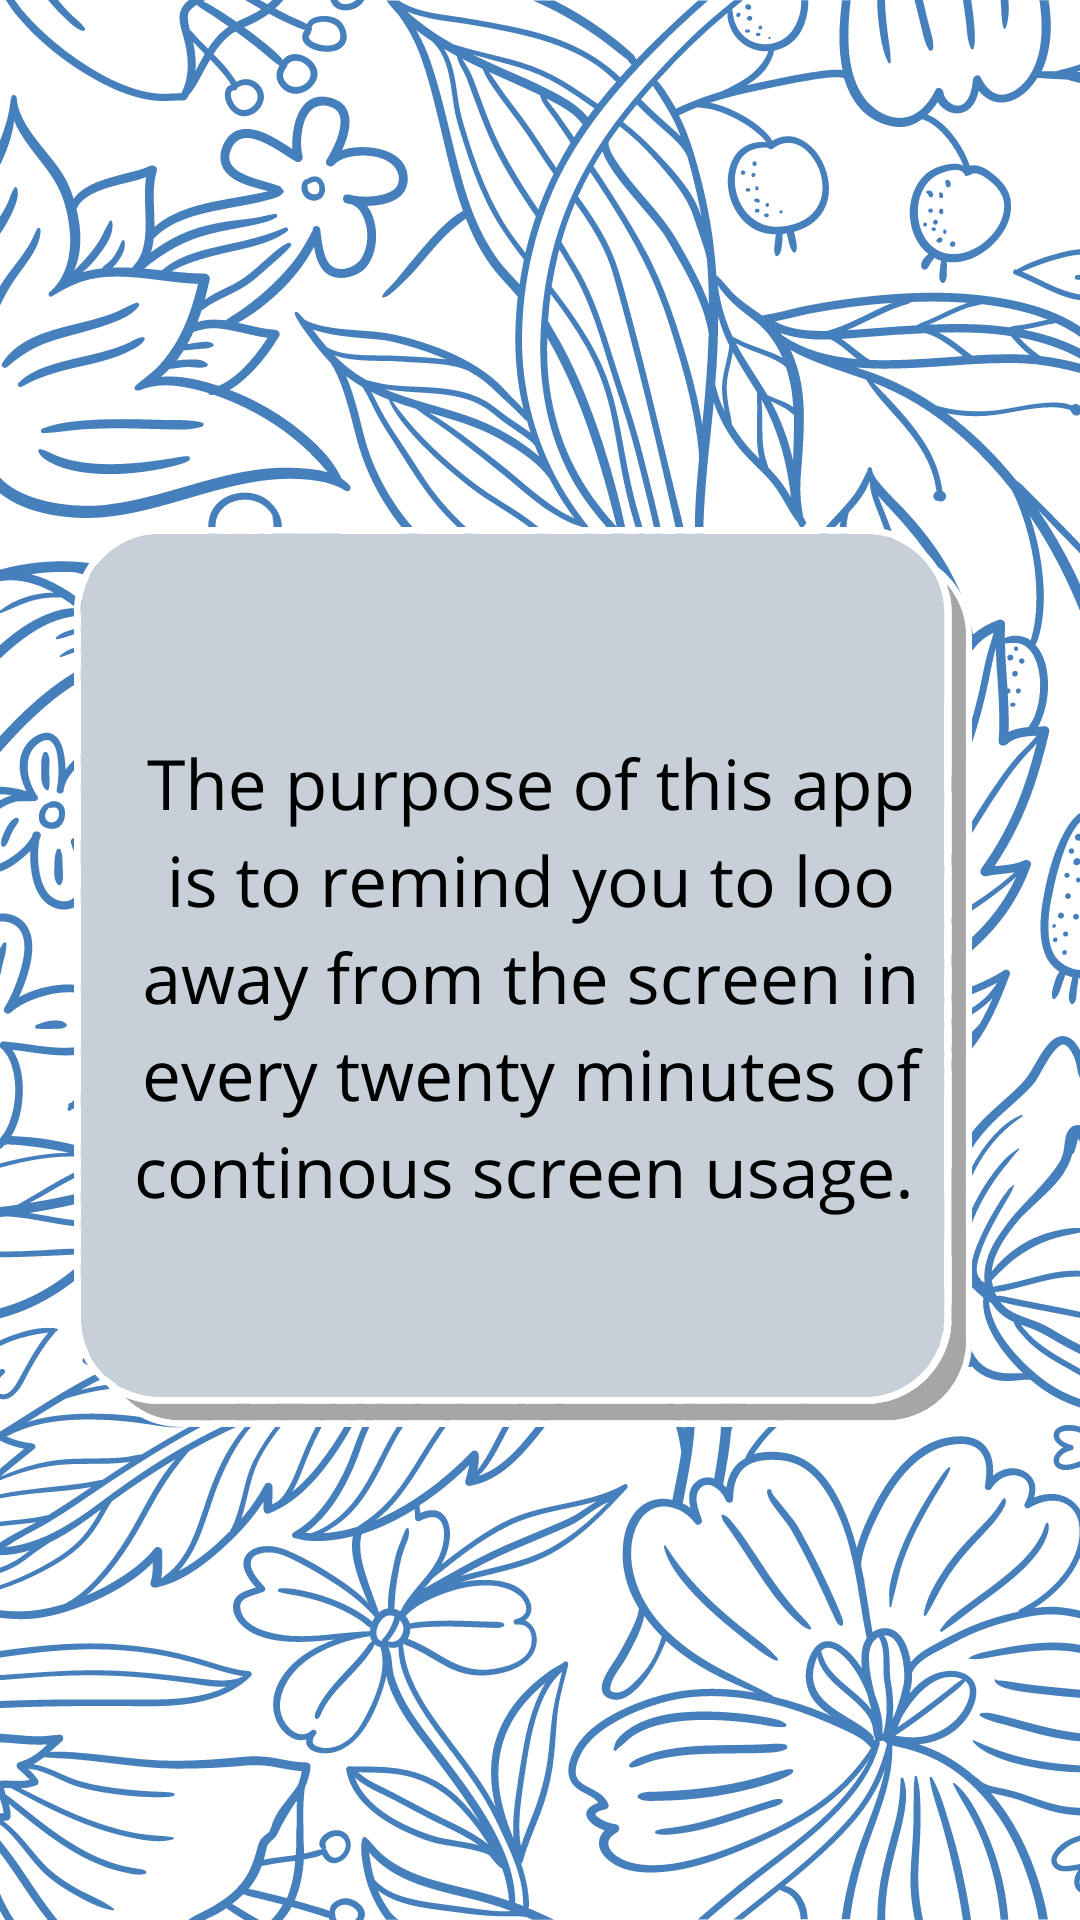 The purpose of this app
is to remind you to loo
away from the screen in
every twenty minutes of
continous screen usage.